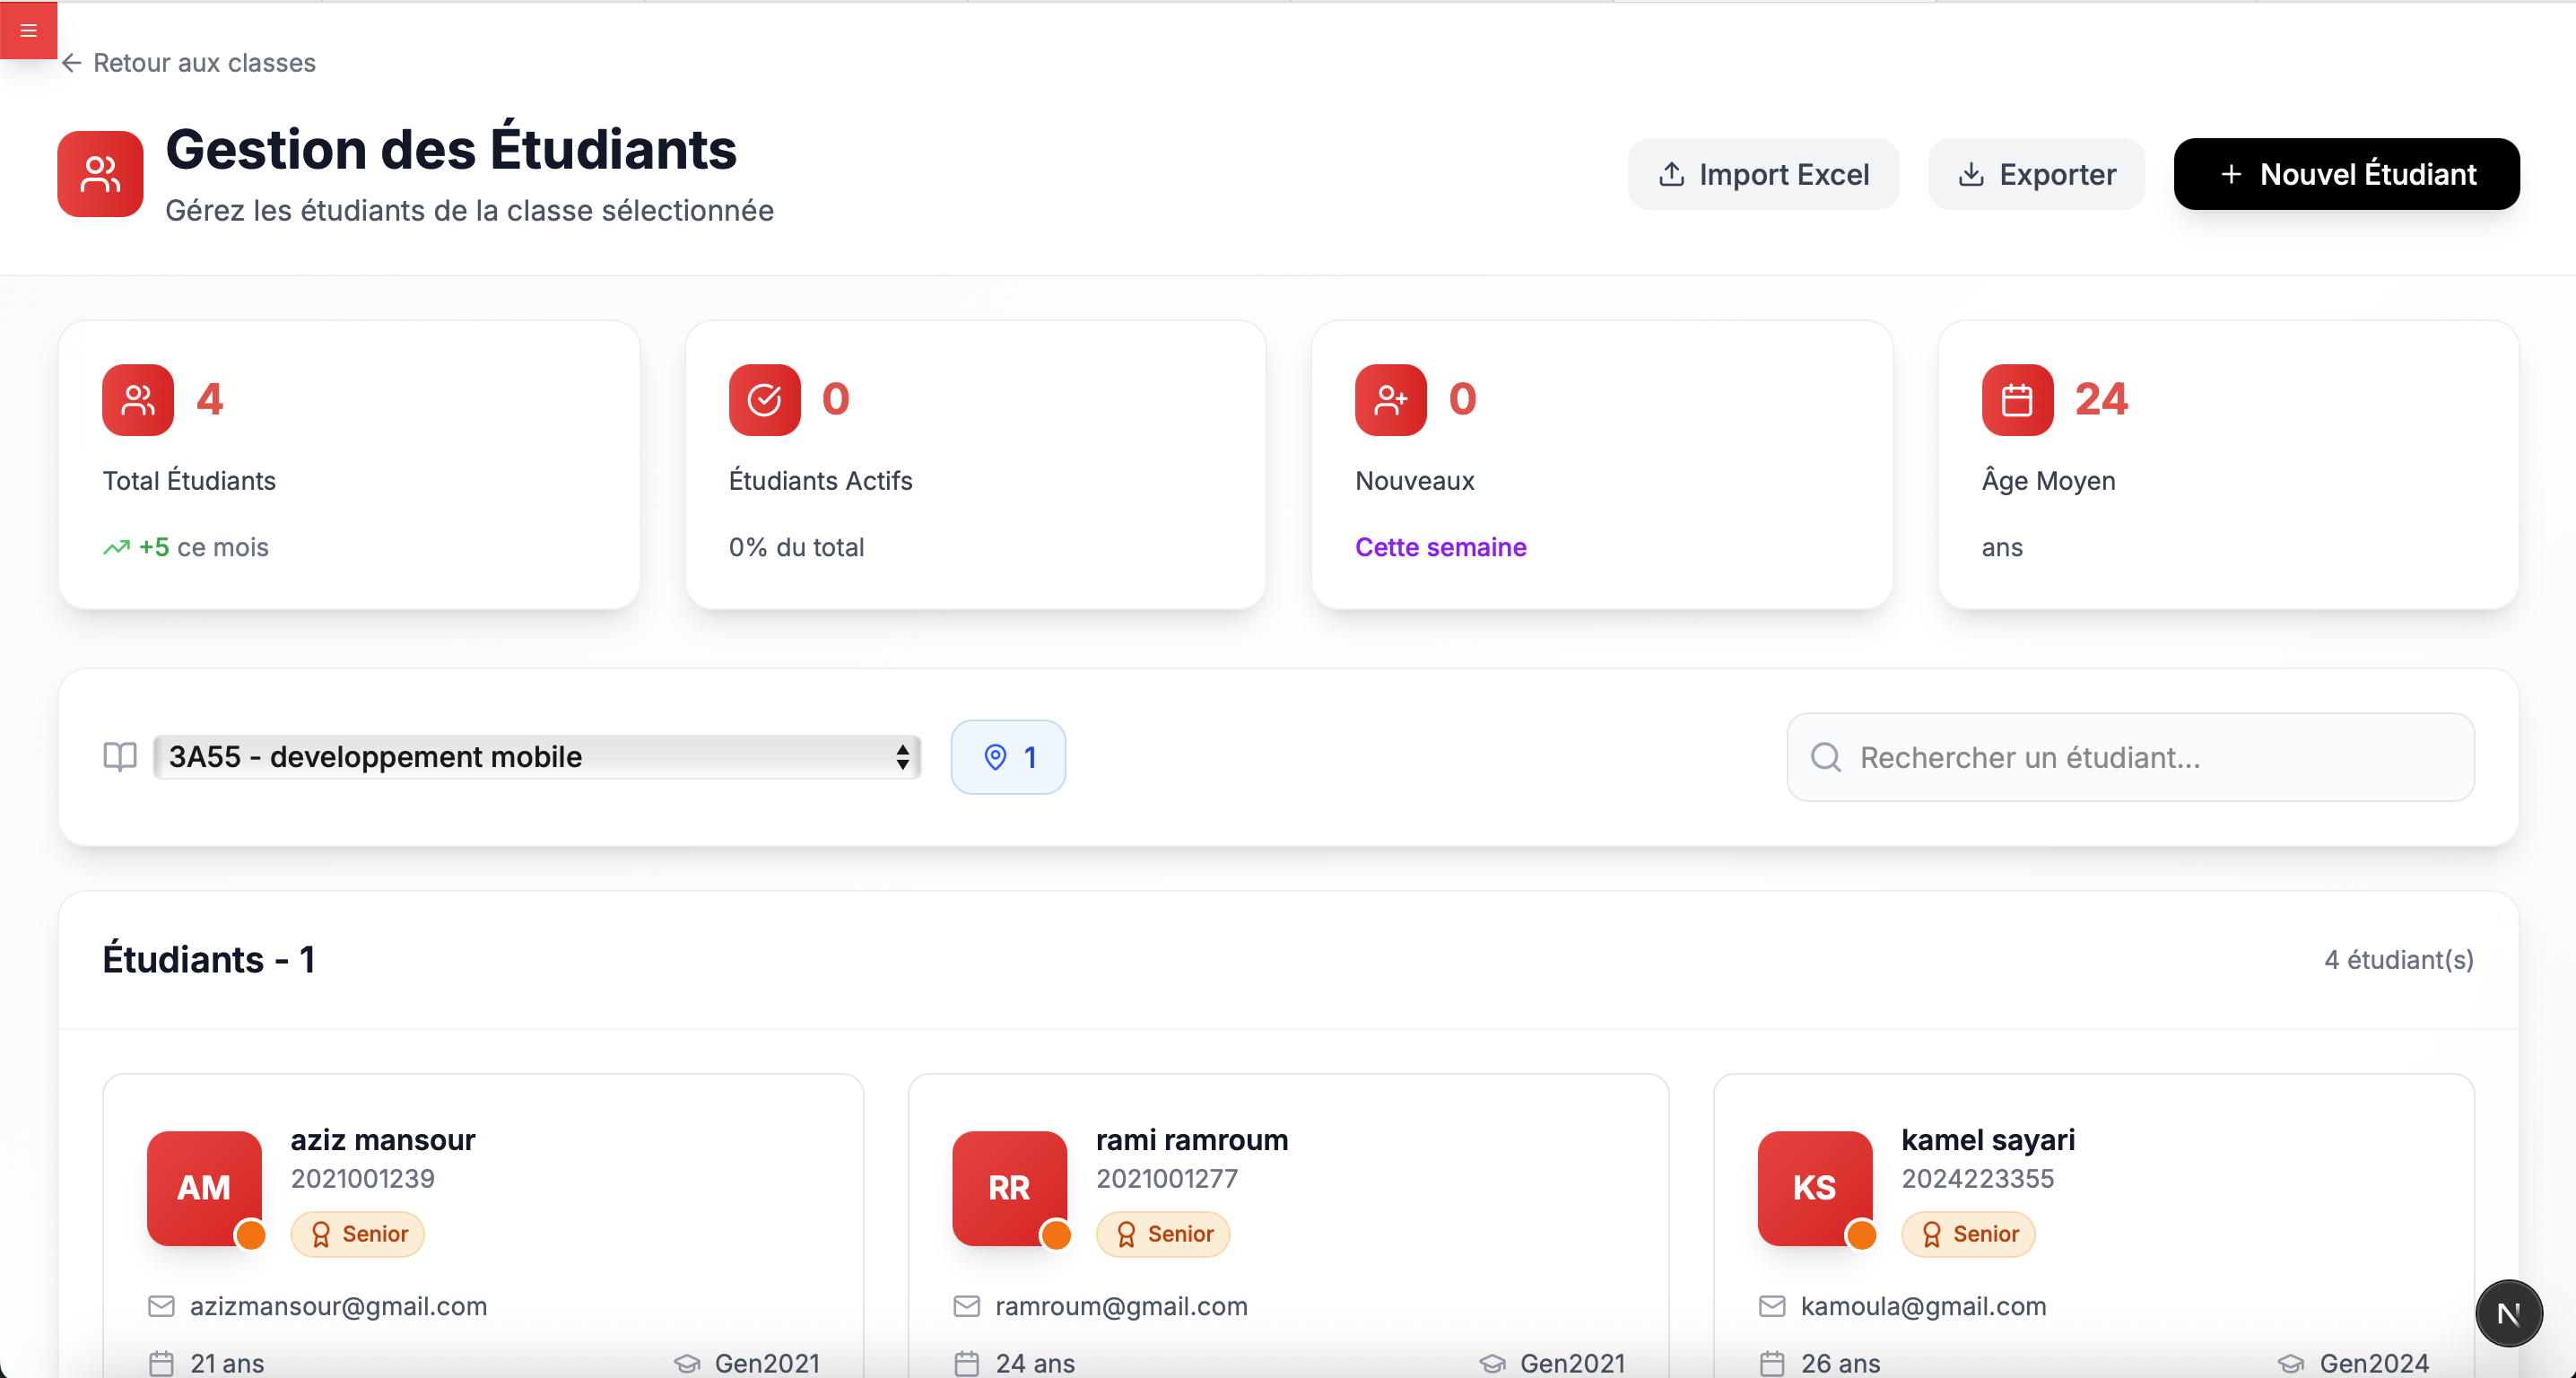 Retour aux classes
Gestion des Étudiants
Gérez les étudiants de la classe sélectionnée
Import Excel
Exporter
+ Nouvel Étudiant
4
Total Étudiants
+5 ce mois
0
Étudiants Actifs
0% du total
0
Nouveaux
Cette semaine
24
Âge Moyen
ans
3A55 - developpement mobile
1
Rechercher un étudiant...
Étudiants - 1
4 étudiant(s)
AM
aziz mansour
2021001239
Senior
azizmansour@gmail.com
21 ans
Gen2021
RR
rami ramroum
2021001277
Senior
ramroum@gmail.com
24 ans
Gen2021
KS
kamel sayari
2024223355
Senior
kamoula@gmail.com
26 ans
Gen2024
N